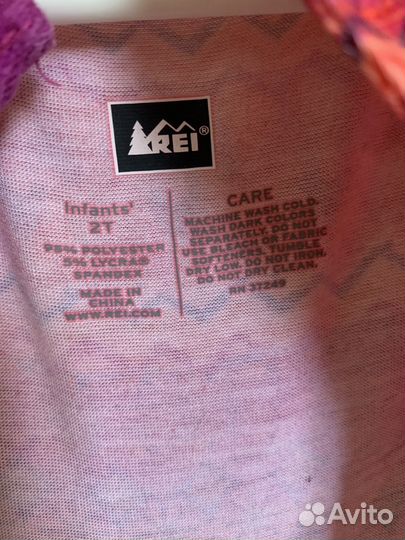 REI®
Infants'
2T
95% POLYESTER
5% LYCRA®
SPANDEX
MADE IN
CHINA
WWW.REI.COM
CARE
MACHINE WASH COLD.
WASH DARK COLORS
SEPARATELY. DO NOT
USE BLEACH OR FABRIC
SOFTENERS. TUMBLE
DRY LOW. DO NOT IRON.
DO NOT DRY CLEAN.
RN 37249
Avito